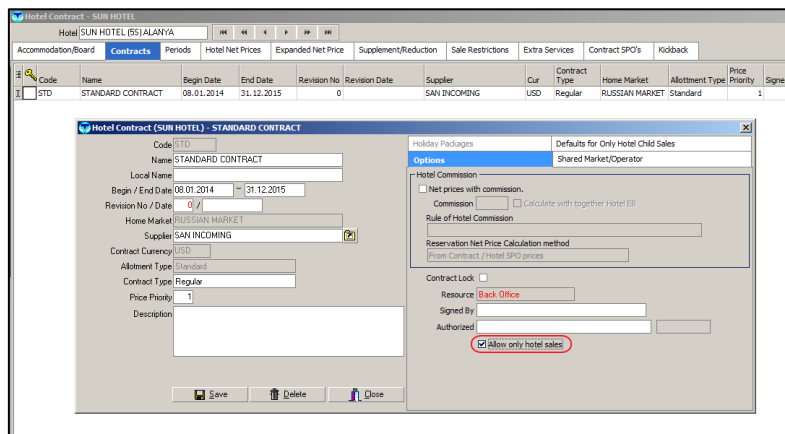 Hotel Contract - SUN HOTEL
Hotel SUN HOTEL (5S) ALANYA
Accommodation/Board Contracts Periods Hotel Net Prices Expanded Net Price Supplement/Reduction Sale Restrictions Extra Services Contract SPO's Kickback
Code Name Begin Date End Date Revision No Revision Date Supplier Cur Contract Type Home Market Allottment Type Price Priority Signe
STD STANDARD CONTRACT 08.01.2014 31.12.2015 0 SAN INCOMING USD Regular RUSSIAN MARKET Standard 1
Hotel Contract (SUN HOTEL) - STANDARD CONTRACT
Code STD
Name STANDARD CONTRACT
Local Name
Begin / End Date 08.01.2014 ~ 31.12.2015
Revision No / Date 0 /
Home Market RUSSIAN MARKET
Supplier SAN INCOMING
Contract Currency USD
Allotment Type Standard
Contract Type Regular
Price Priority 1
Description
Save Delete Close
Holiday Packages Defaults for Only Hotel Child Sales
Options Shared Market/Operator
Hotel Commission
Net prices with commission.
Commission Calculate with together Hotel EB
Rule of Hotel Commission
Reservation Net Price Calculation method
From Contract / Hotel SPO prices
Contract Lock
Resource Back Office
Signed By
Authorized
Allow only hotel sales